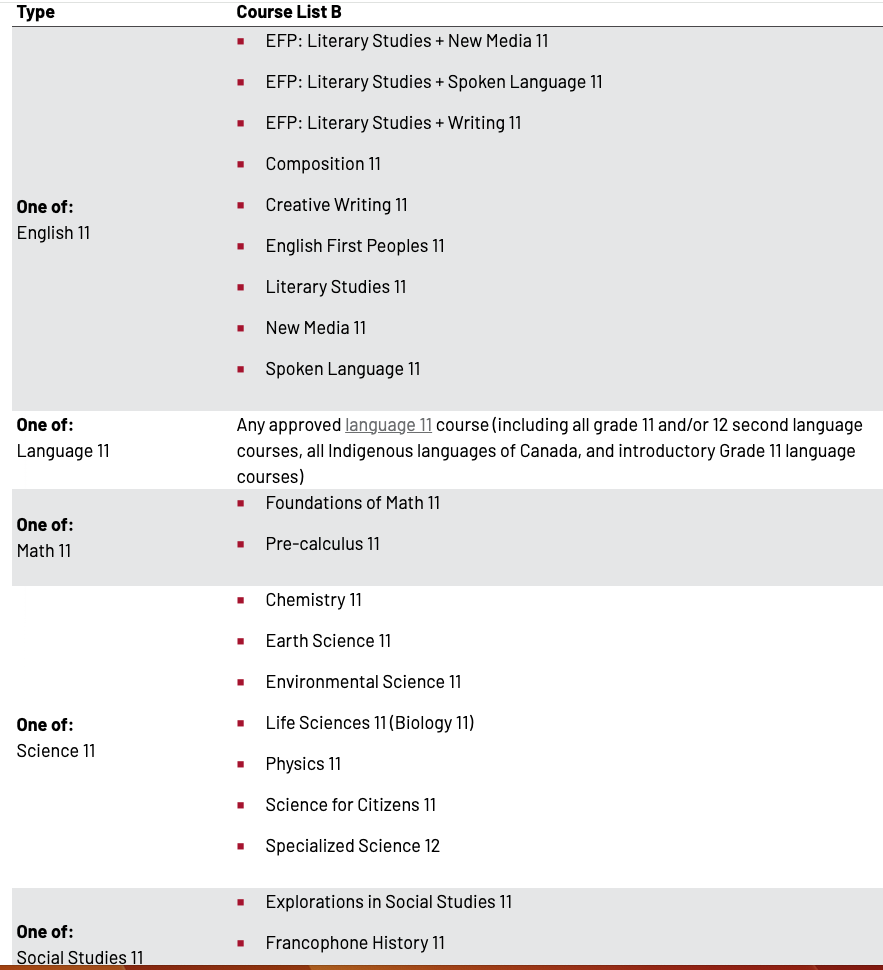 Type Course List B
EFP: Literary Studies + New Media 11
EFP: Literary Studies + Spoken Language 11
EFP: Literary Studies + Writing 11
Composition 11
One of:
English 11
Creative Writing 11
English First Peoples 11
Literary Studies 11
New Media 11
Spoken Language 11
One of:
Language 11
Any approved language 11 course (including all grade 11 and/or 12 second language
courses, all Indigenous languages of Canada, and introductory Grade 11 language
courses)
One of:
Math 11
Foundations of Math 11
Pre-calculus 11
One of:
Science 11
Chemistry 11
Earth Science 11
Environmental Science 11
Life Sciences 11 (Biology 11)
Physics 11
Science for Citizens 11
Specialized Science 12
One of:
Social Studies 11
Explorations in Social Studies 11
Francophone History 11